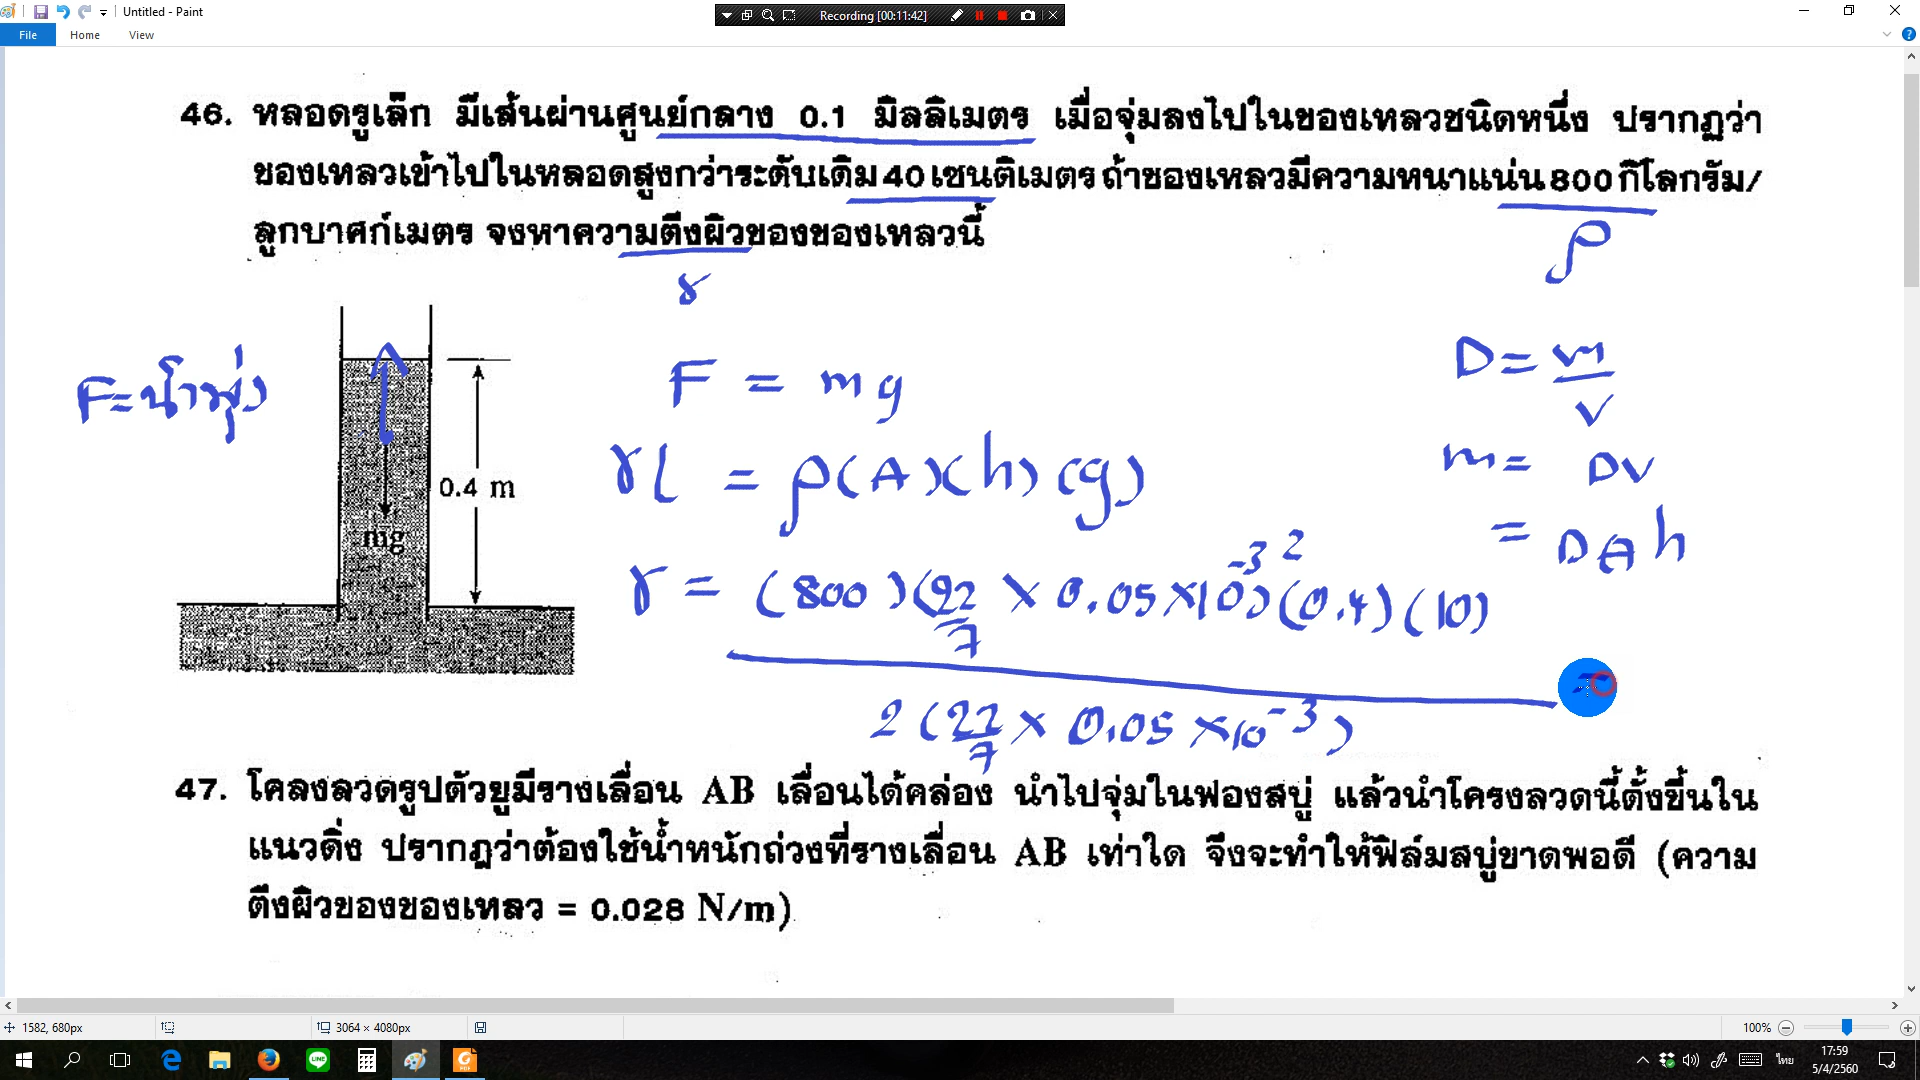 Untitled - Paint
Recording [00:11:42]
File Home View
46. หลอดรูเล็ก มีเส้นผ่านศูนย์กลาง 0.1 มิลลิเมตร เมื่อจุ่มลงไปในของเหลวชนิดหนึ่ง ปรากฏว่า
ของเหลวเข้าไปในหลอดสูงกว่าระดับเดิม 40 เซนติเมตร ถ้าของเหลวมีความหนาแน่น 800 กิโลกรัม/
ลูกบาศก์เมตร จงหาความตึงผิวของของเหลวนี้
ρ
γ
F = mg
D = m/V
γl = ρ(A)(h)(g)
m = DV
0.4 m
mg
= DAh
γ = (800)(22/7 × 0.05×10⁻³)²(0.4)(10)
2(22/7 × 0.05 × 10⁻³)
=
47. โคลงลวดรูปตัวยูมีรางเลื่อน AB เลื่อนได้คล่อง นำไปจุ่มในฟองสบู่ แล้วนำโครงลวดนี้ตั้งขึ้นใน
แนวดิ่ง ปรากฎว่าต้องใช้น้ำหนักถ่วงที่รางเลื่อน AB เท่าใด จึงจะทำให้ฟิล์มสบู่ขาดพอดี (ความ
ตึงผิวของของเหลว = 0.028 N/m)
1582, 680px
3064 × 4080px
100%
17:59
ไทย
5/4/2560